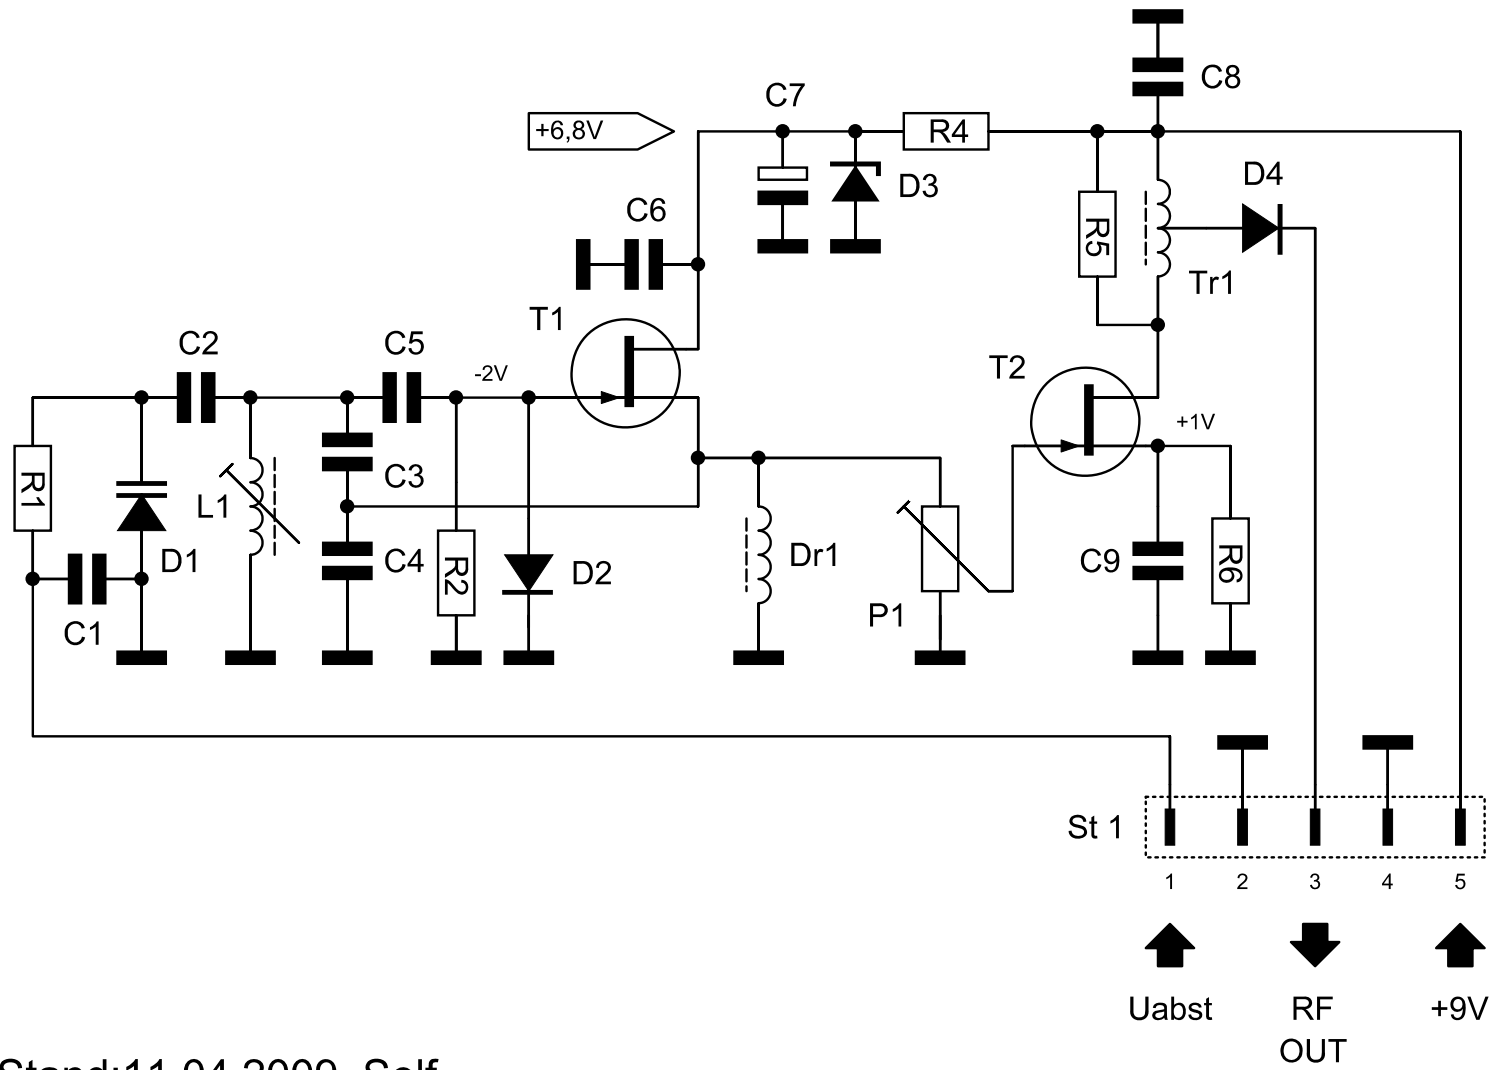 C8
C7
+6,8V
R4
D3
D4
C6
R5
Tr1
T1
C2
C5
-2V
T2
+1V
R1
L1
C3
D1
C4
R2
D2
Dr1
C9
R6
P1
C1
St 1
1 2 3 4 5
Uabst RF OUT +9V